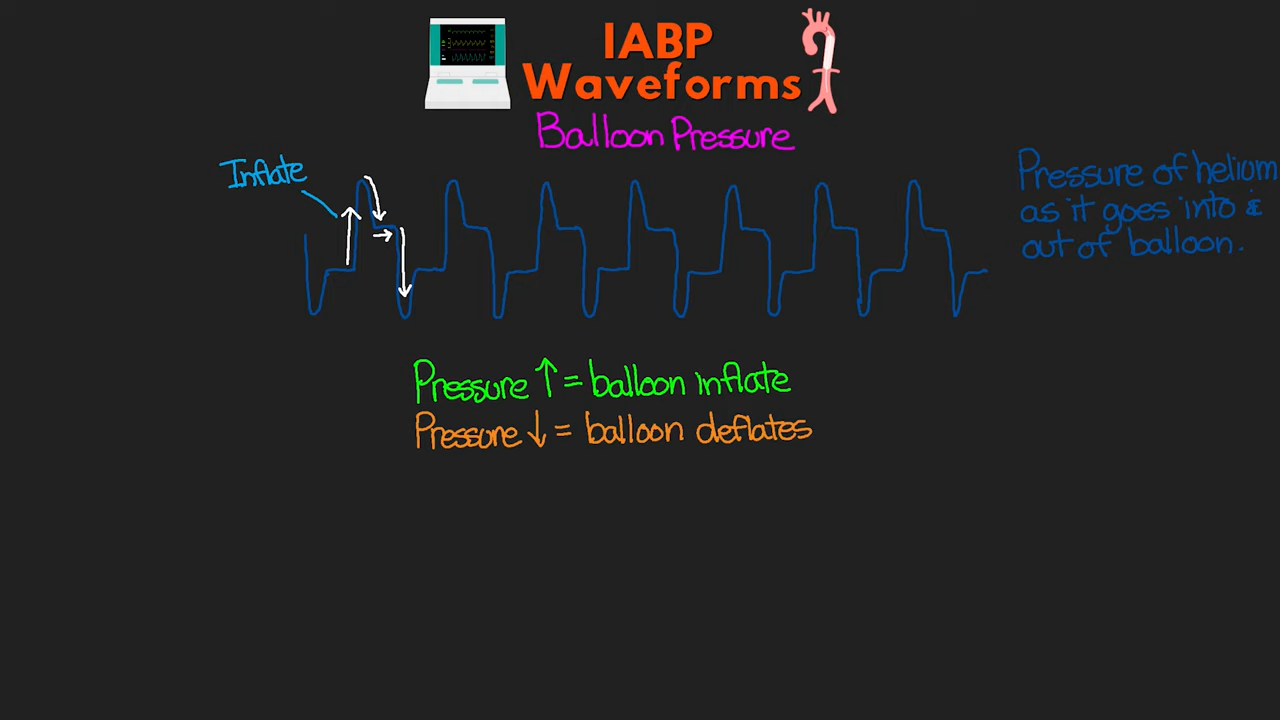 IABP
Waveforms
Balloon Pressure
Inflate
Pressure of helium
as it goes into &
out of balloon.
Pressure ↑ = balloon inflate
Pressure ↓ = balloon deflates